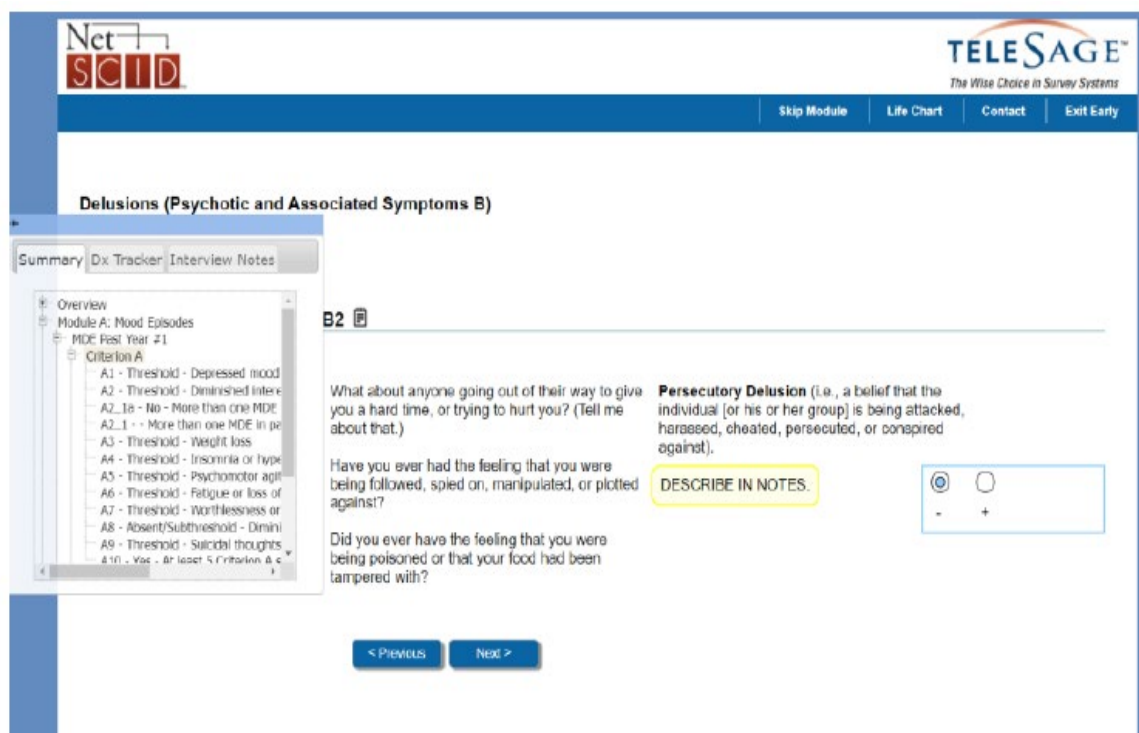 Net
SCID
TELESAGE™
The Wise Choice in Survey Systems
Skip Module
Life Chart
Contact
Exit Early
Delusions (Psychotic and Associated Symptoms B)
Summary
Dx Tracker
Interview Notes
Overview
Module A: Mood Episodes
MDE Past Year #1
Criterion A
A1 - Threshold - Depressed mood
A2 - Threshold - Diminished intere
A2_1a - No - More than one MDE
A2_1 - - More than one MDE in pa
A3 - Threshold - Weight loss
A4 - Threshold - Insomnia or hype
A5 - Threshold - Psychomotor agit
A6 - Threshold - Fatigue or loss of
A7 - Threshold - Worthlessness or
A8 - Absent/Subthreshold - Dimini
A9 - Threshold - Suicidal thoughts
A10 - Yes - At least 5 Criterion A s
B2
What about anyone going out of their way to give
you a hard time, or trying to hurt you? (Tell me
about that.)
Have you ever had the feeling that you were
being followed, spied on, manipulated, or plotted
against?
Did you ever have the feeling that you were
being poisoned or that your food had been
tampered with?
Persecutory Delusion (i.e., a belief that the
individual [or his or her group] is being attacked,
harassed, cheated, persecuted, or conspired
against).
DESCRIBE IN NOTES.
- +
< Previous
Next >